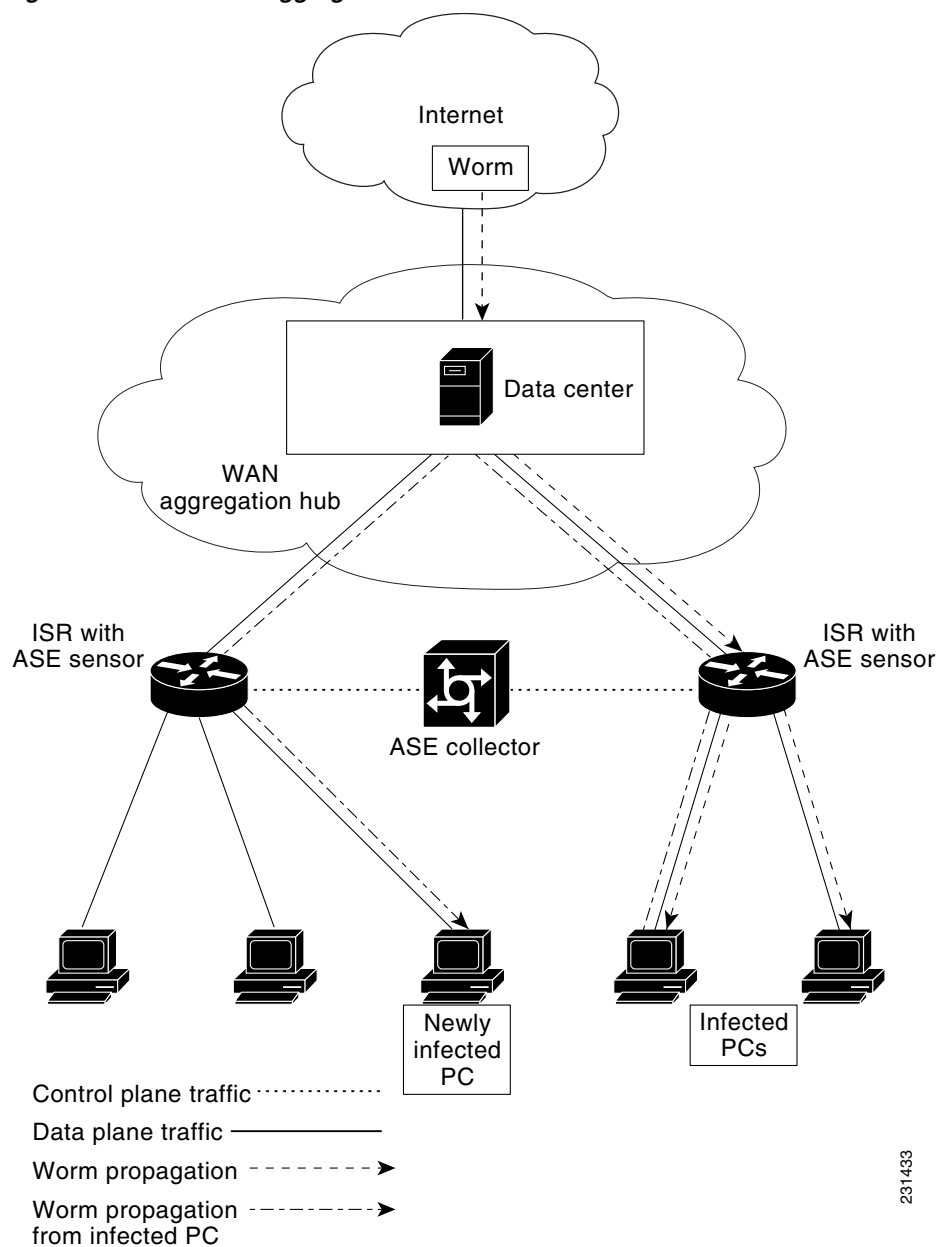 Internet
Worm
Data center
WAN
aggregation hub
ISR with
ASE sensor
ISR with
ASE sensor
ASE collector
Newly
infected
PC
Infected
PCs
Control plane traffic
Data plane traffic
Worm propagation
Worm propagation
from infected PC
231433